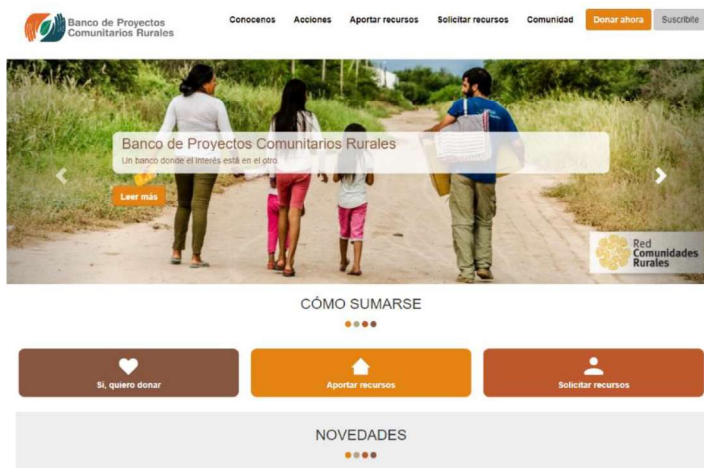 Banco de Proyectos
Comunitarios Rurales
Conocenos
Acciones
Aportar recursos
Solicitar recursos
Comunidad
Donar ahora
Suscribite
Banco de Proyectos Comunitarios Rurales
Un banco donde el interés está en el otro.
Leer más
Red
Comunidades
Rurales
CÓMO SUMARSE
Si, quiero donar
Aportar recursos
Solicitar recursos
NOVEDADES